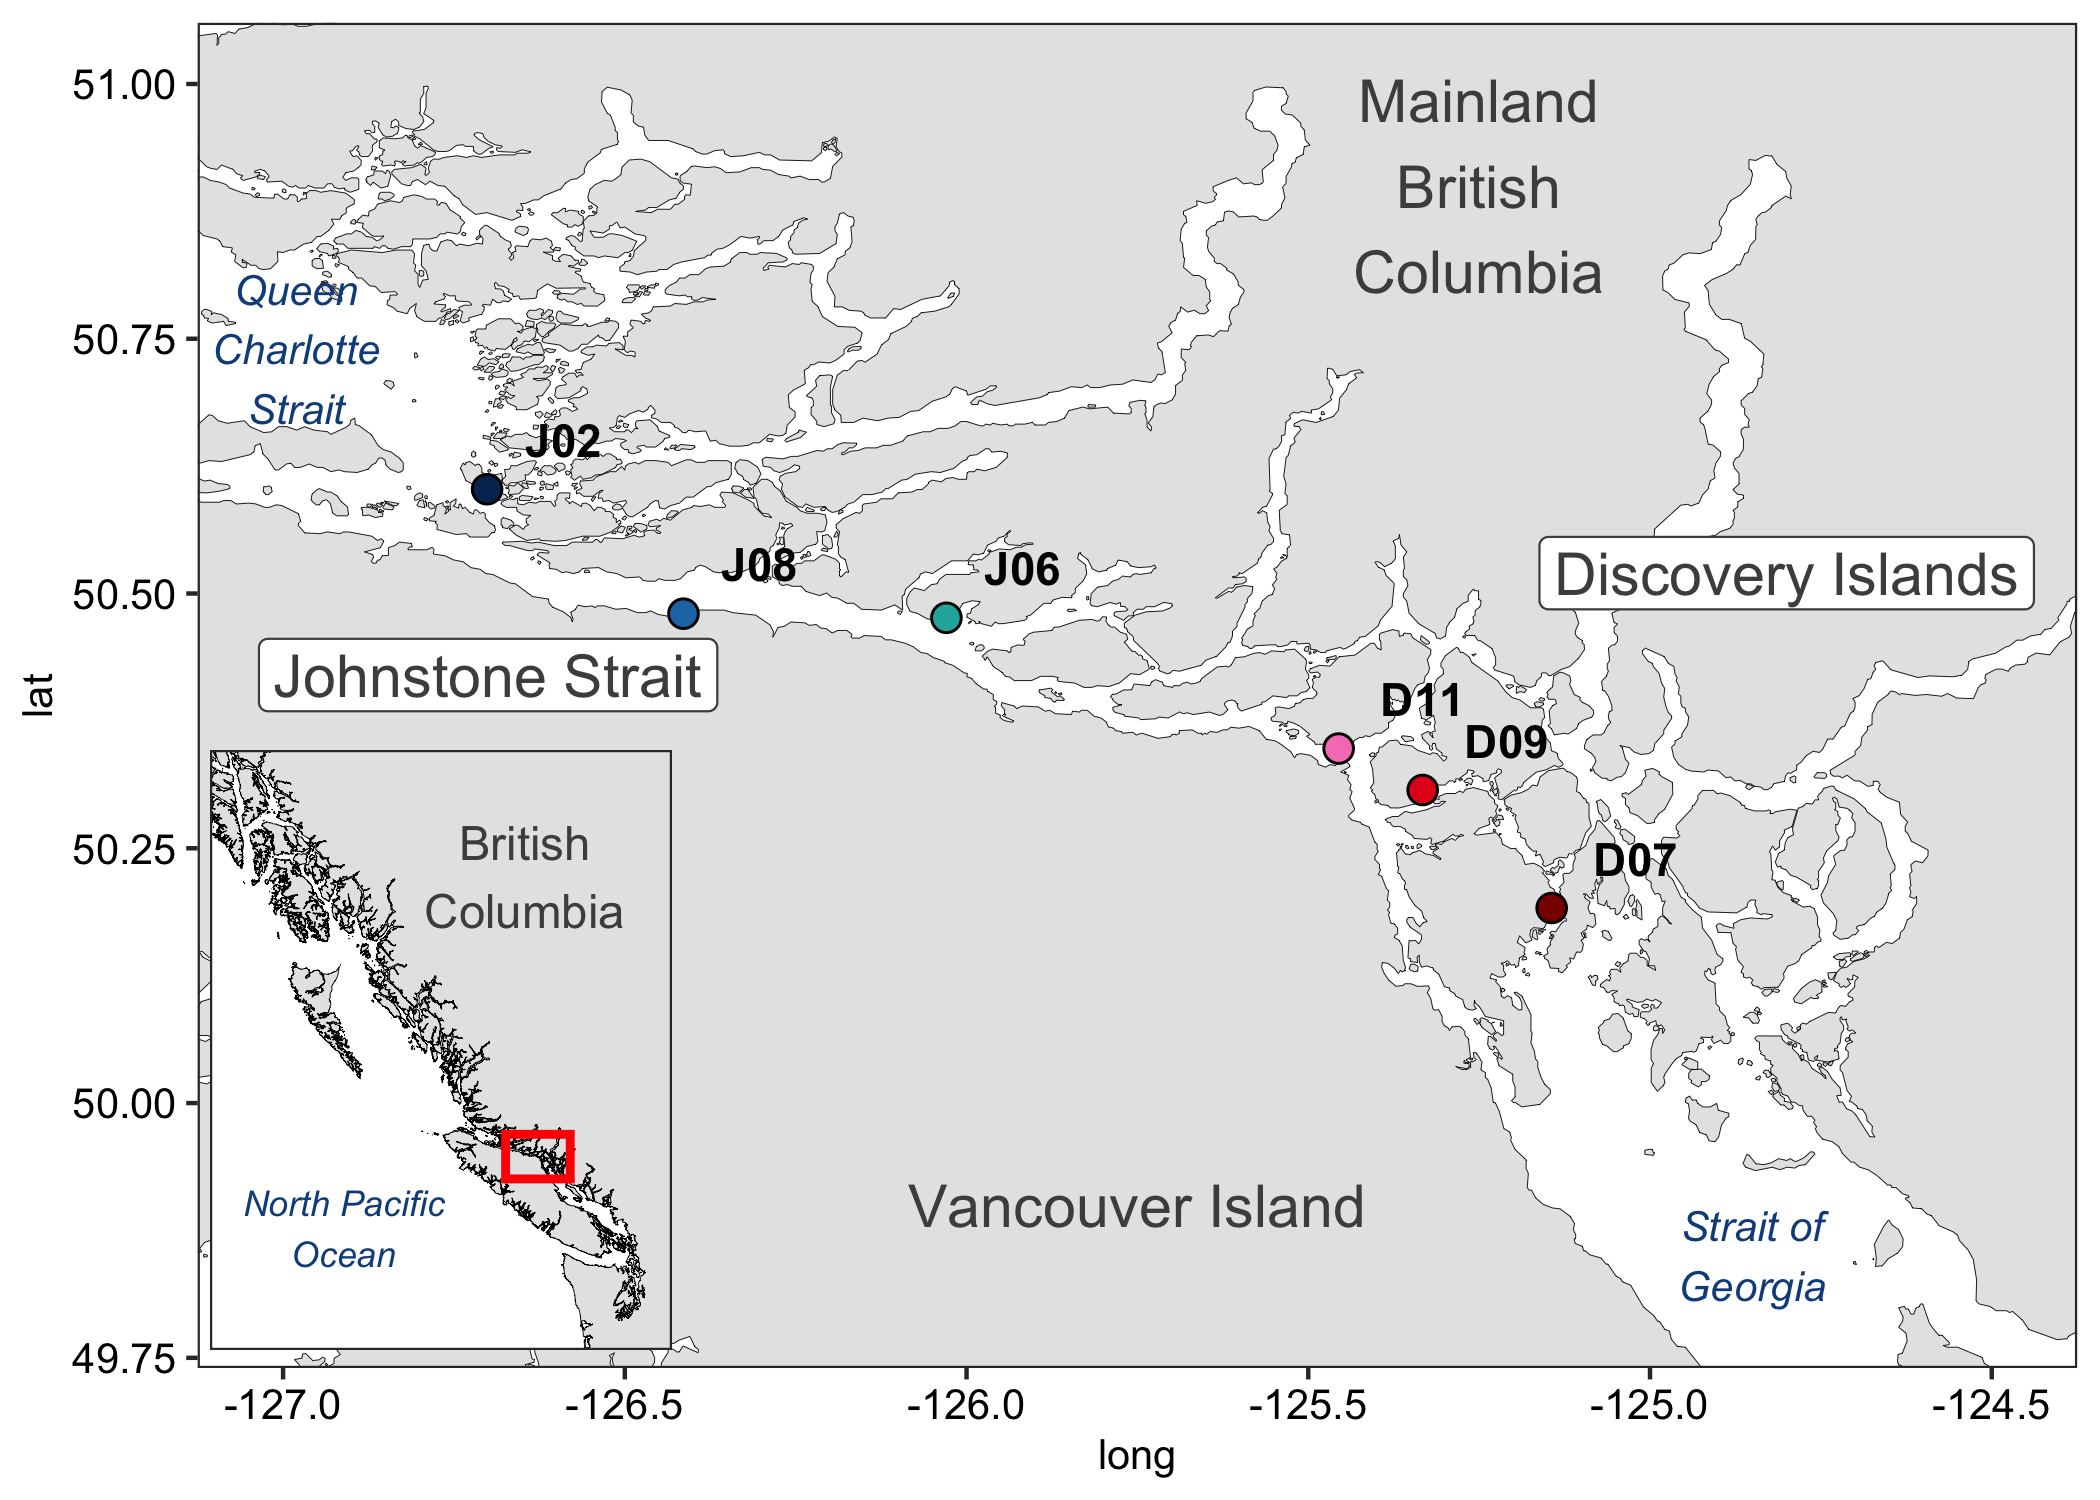 51.00
50.75
50.50
50.25
50.00
49.75
lat
-127.0
-126.5
-126.0
-125.5
-125.0
-124.5
long
Mainland
British
Columbia
Queen
Charlotte
Strait
J02
J08
J06
Discovery Islands
Johnstone Strait
D11
D09
D07
British
Columbia
North Pacific
Ocean
Vancouver Island
Strait of
Georgia